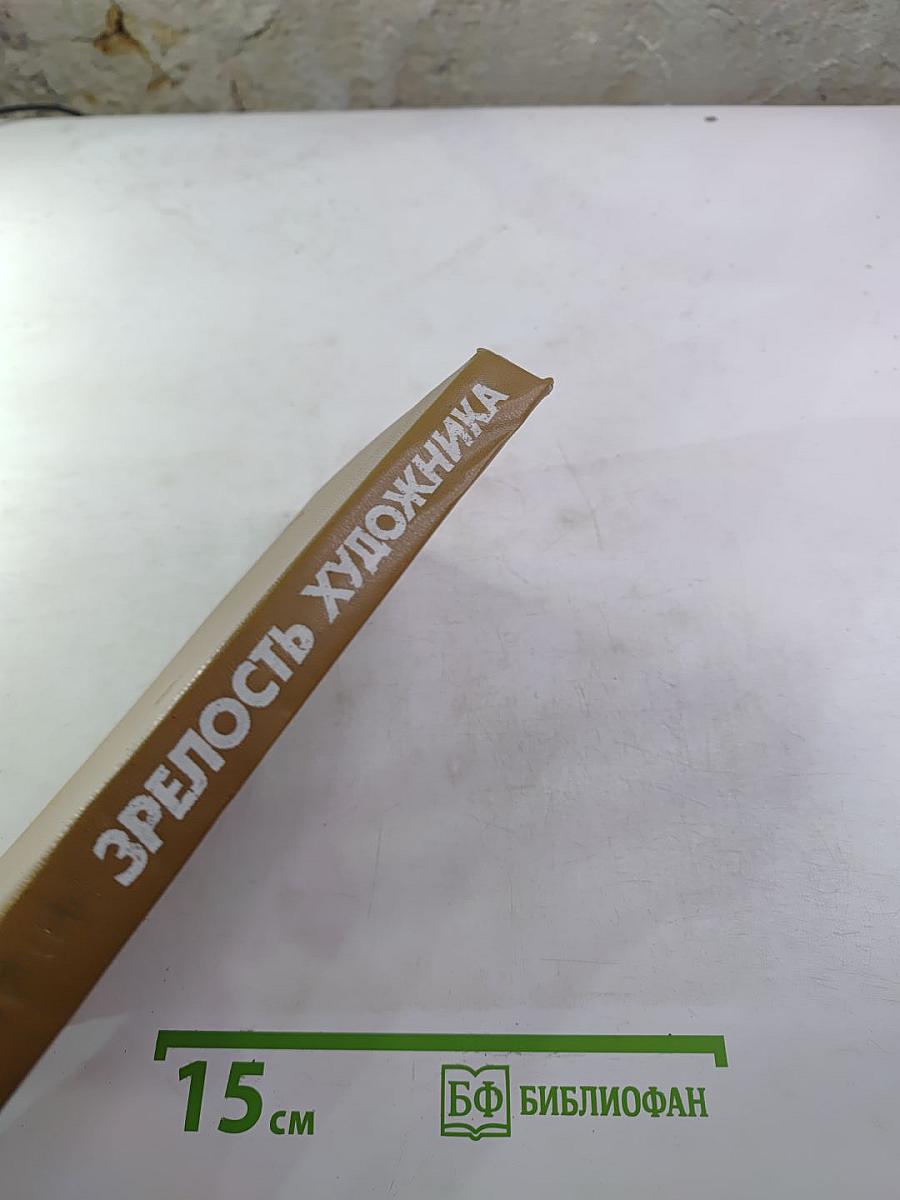 ЗРЕЛОСТЬ ХУДОЖНИКА
15 см
БФ БИБЛИОФАН